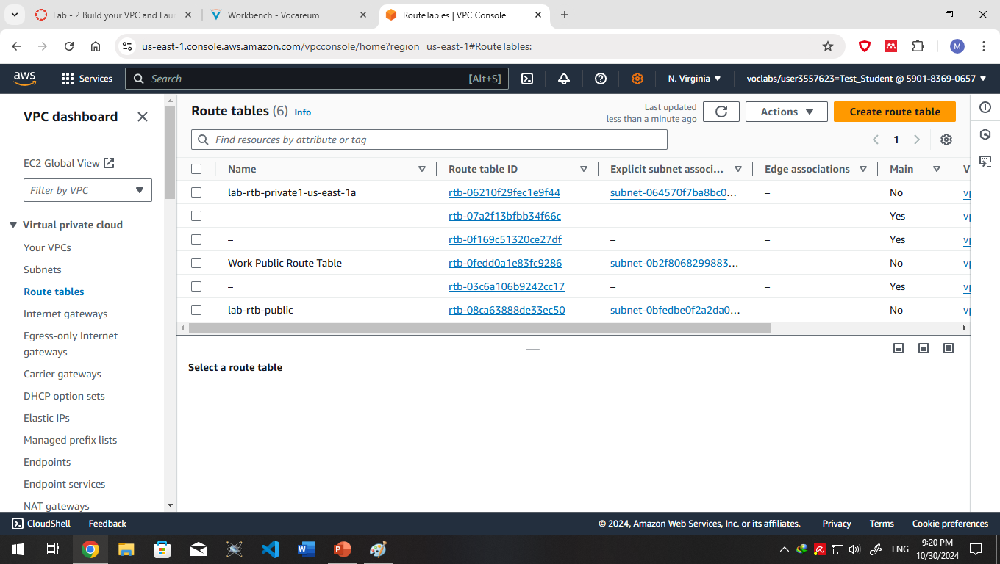 Lab - 2 Build your VPC and Lau
Workbench - Vocareum
RouteTables | VPC Console
us-east-1.console.aws.amazon.com/vpcconsole/home?region=us-east-1#RouteTables:
M
aws
Services
Search
[Alt+S]
N. Virginia
voclabs/user3557623=Test_Student @ 5901-8369-0657
VPC dashboard
EC2 Global View
Filter by VPC
Virtual private cloud
Your VPCs
Subnets
Route tables
Internet gateways
Egress-only Internet
gateways
Carrier gateways
DHCP option sets
Elastic IPs
Managed prefix lists
Endpoints
Endpoint services
NAT gateways
Route tables (6) Info
Last updated
less than a minute ago
Actions
Create route table
Find resources by attribute or tag
1
Name Route table ID Explicit subnet associ... Edge associations Main V
lab-rtb-private1-us-east-1a rtb-06210f29fec1e9f44 subnet-064570f7ba8bc0... – No vp
– rtb-07a2f13bfbb34f66c – – Yes vp
– rtb-0f169c51320ce27df – – Yes vp
Work Public Route Table rtb-0fedd0a1e83fc9286 subnet-0b2f8068299883... – No vp
– rtb-03c6a106b9242cc17 – – Yes vp
lab-rtb-public rtb-08ca63888de33ec50 subnet-0bfedbe0f2a2da0... – No vp
Select a route table
CloudShell
Feedback
© 2024, Amazon Web Services, Inc. or its affiliates.
Privacy
Terms
Cookie preferences
ENG
9:20 PM
10/30/2024